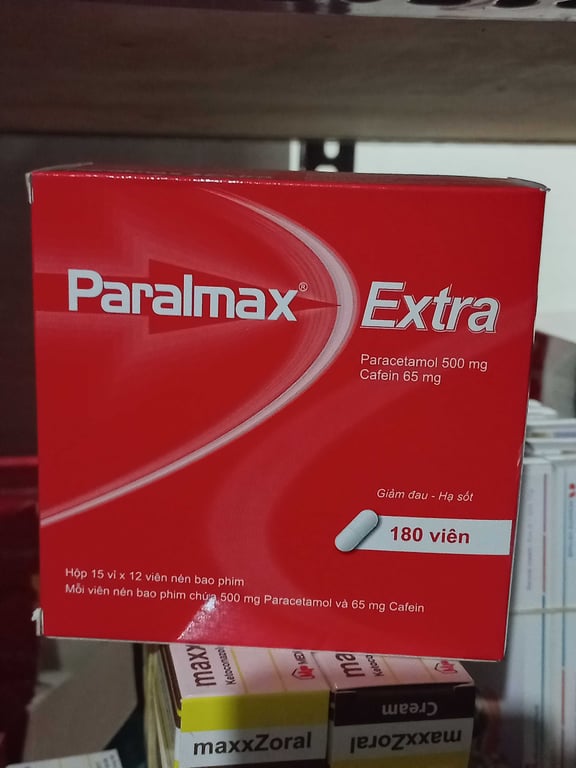 Paralmax® Extra
Paracetamol 500 mg
Cafein 65 mg
Giảm đau - Hạ sốt
180 viên
Hộp 15 vỉ x 12 viên nén bao phim
Mỗi viên nén bao phim chứa 500 mg Paracetamol và 65 mg Cafein
maxx
Cream
maxxZoral
maxxZoral